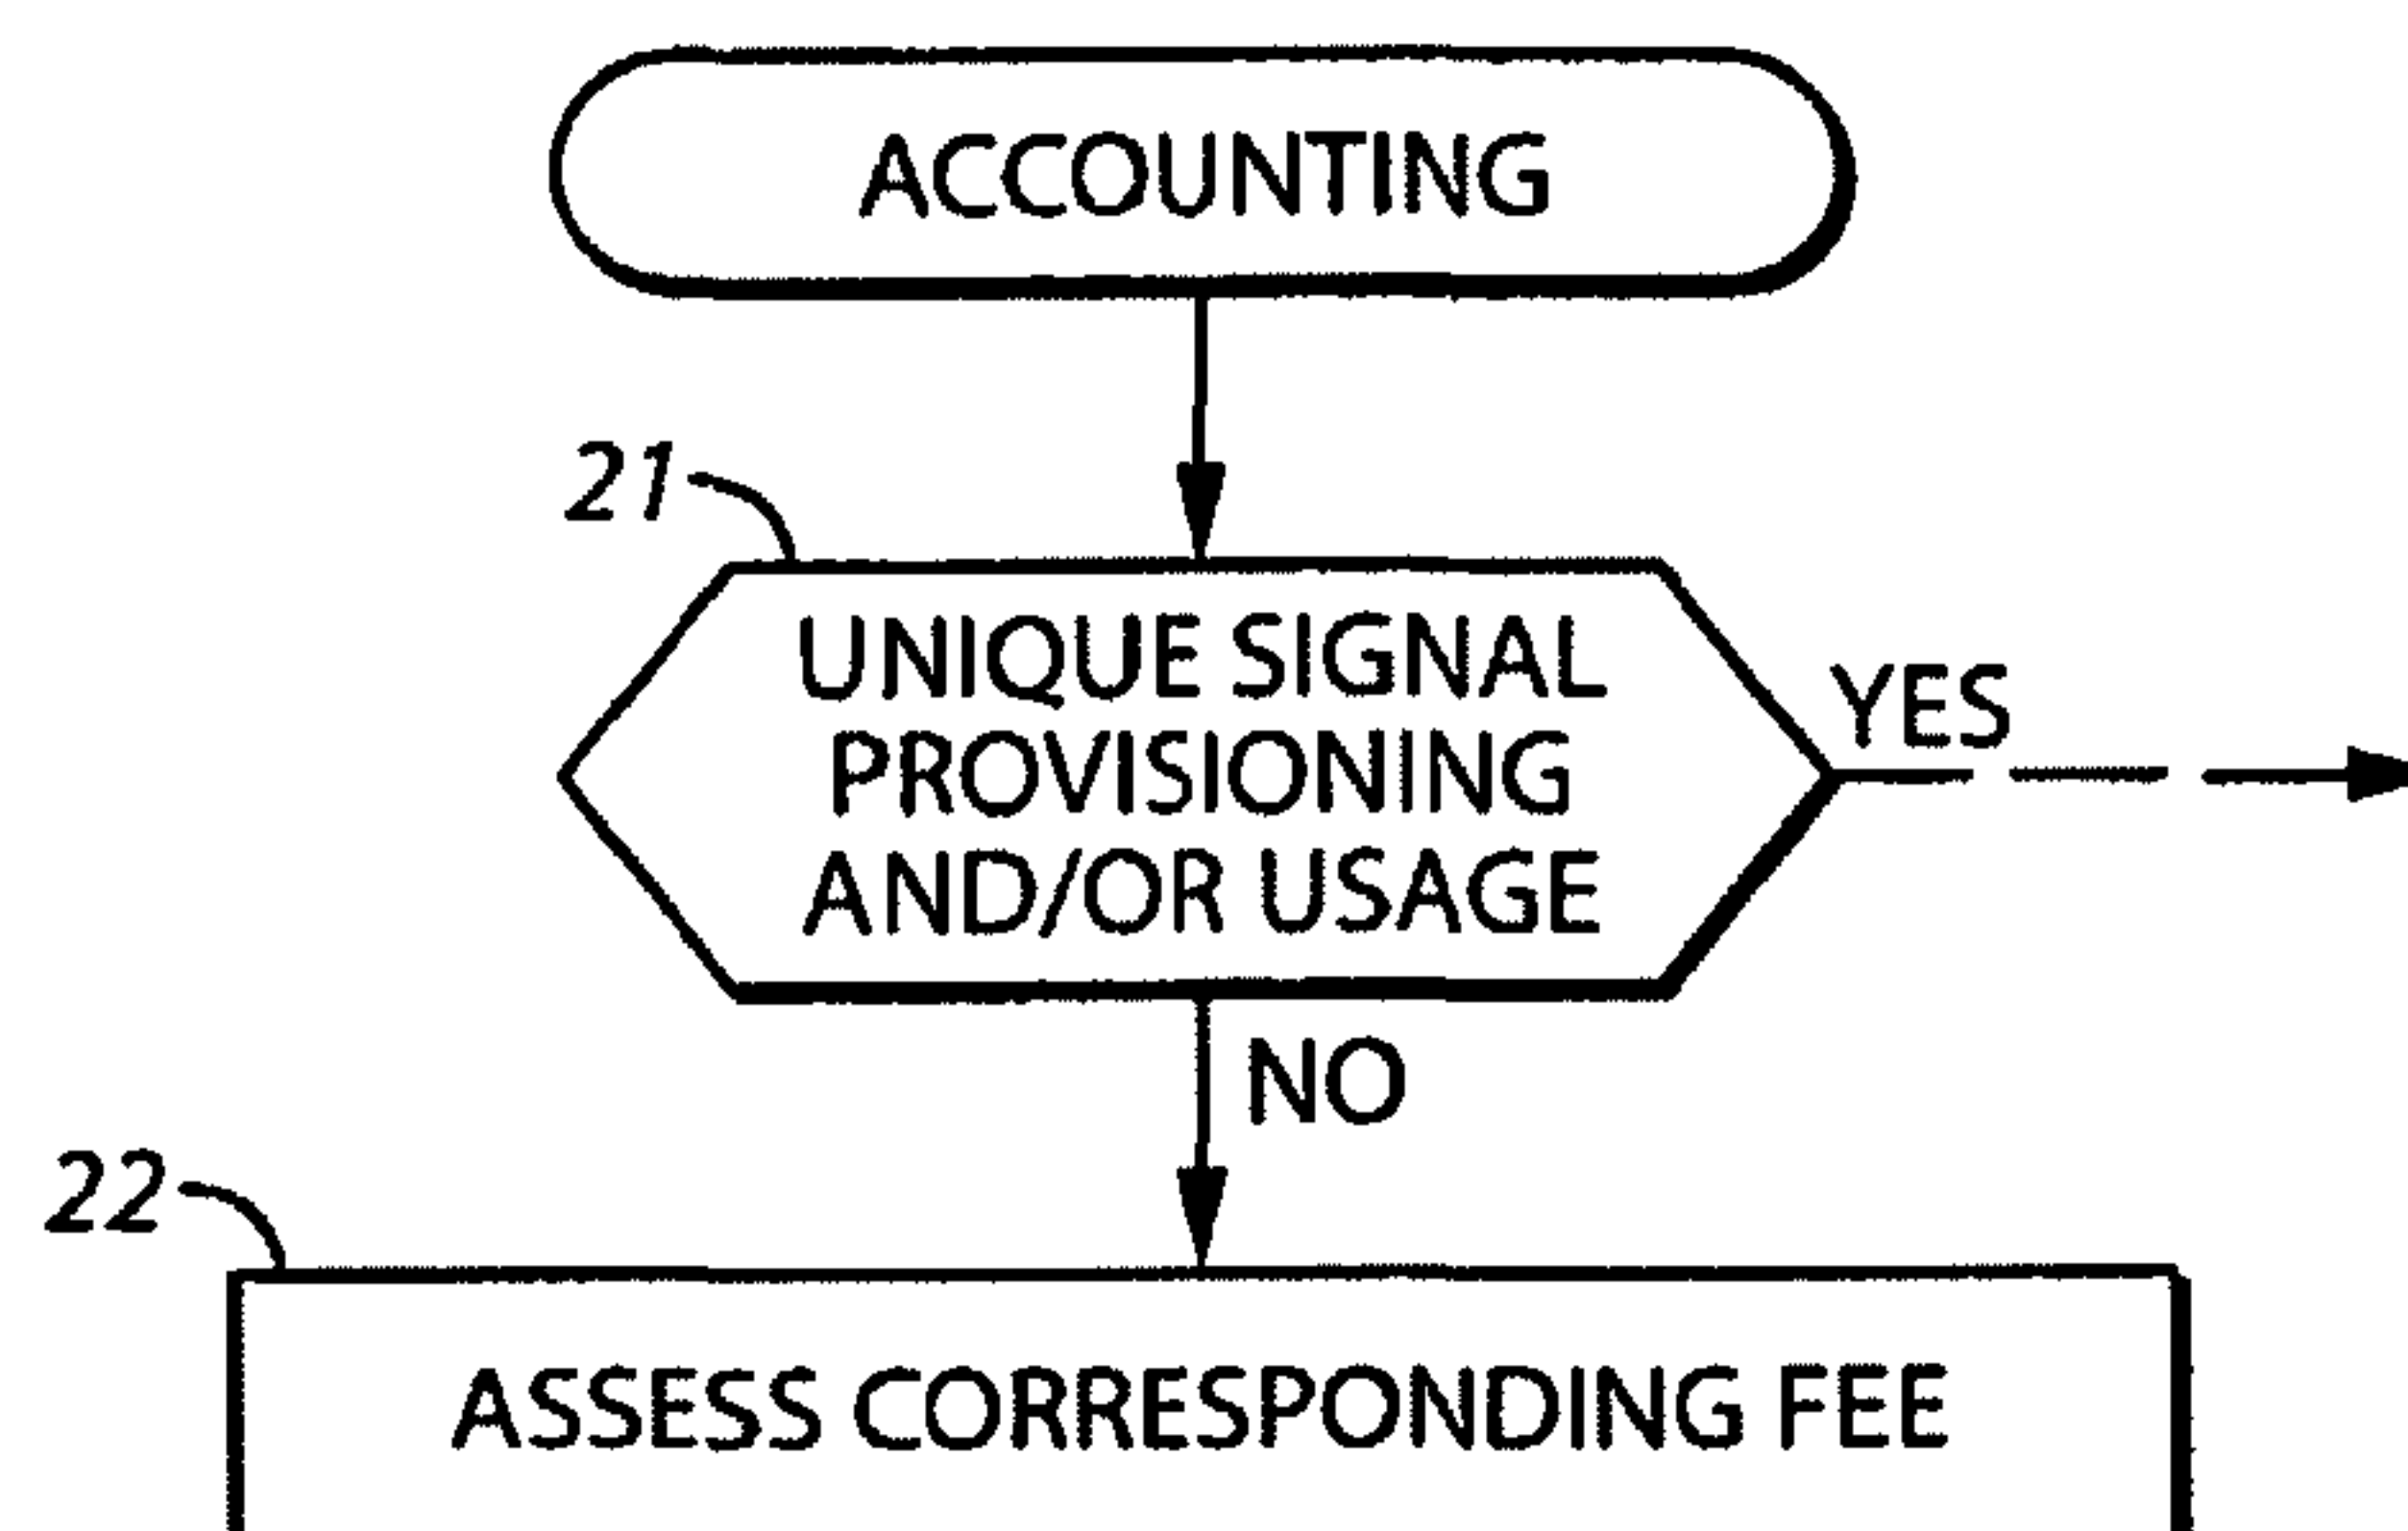 ACCOUNTING
21
UNIQUE SIGNAL
PROVISIONING
AND/OR USAGE
YES
NO
22
ASSESS CORRESPONDING FEE